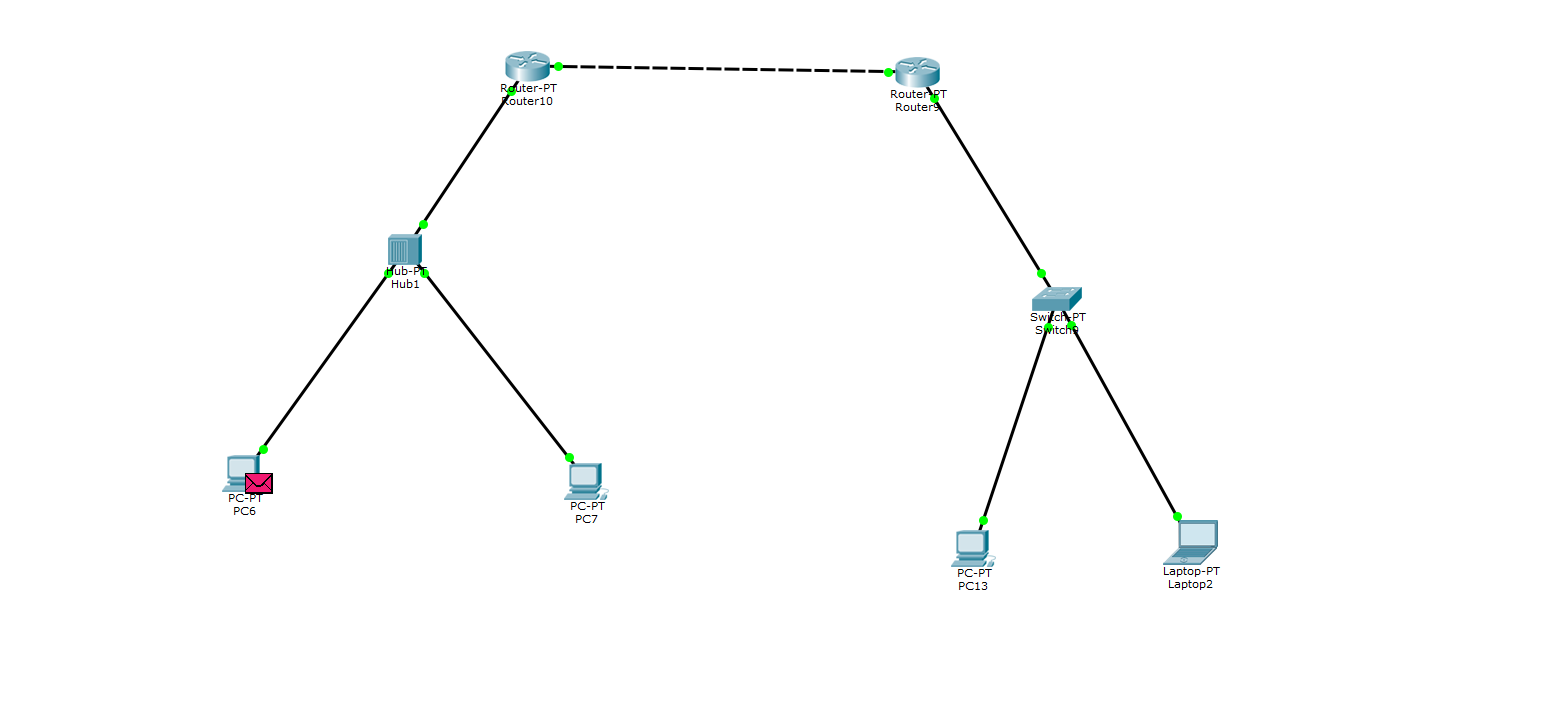 Router-PT
Router10
Router-PT
Router9
Hub-PT
Hub1
Switch-PT
Switch9
PC-PT
PC6
PC-PT
PC7
PC-PT
PC13
Laptop-PT
Laptop2